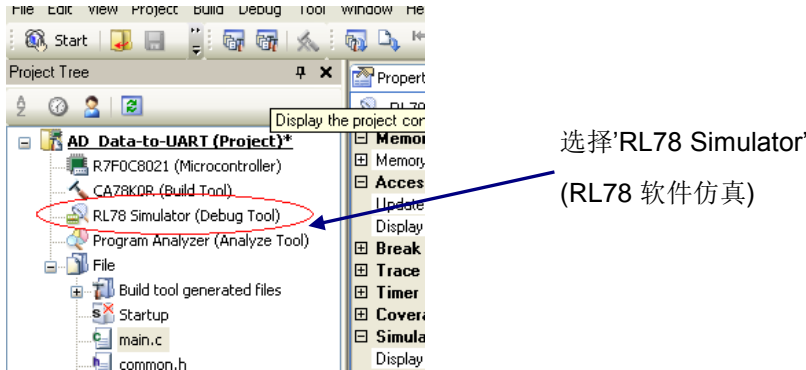 File Edit View Project Build Debug Tool Window He
Start
Project Tree
Propert
RL78
Display the project cor
AD_Data-to-UART (Project)*
Memor
R7F0C8021 (Microcontroller)
Memory
CA78K0R (Build Tool)
Acces
Update
RL78 Simulator (Debug Tool)
Display
Program Analyzer (Analyze Tool)
Break
File
Trace
Build tool generated files
Timer
Startup
Covera
main.c
Simula
common.h
Display
选择'RL78 Simulator'
(RL78 软件仿真)